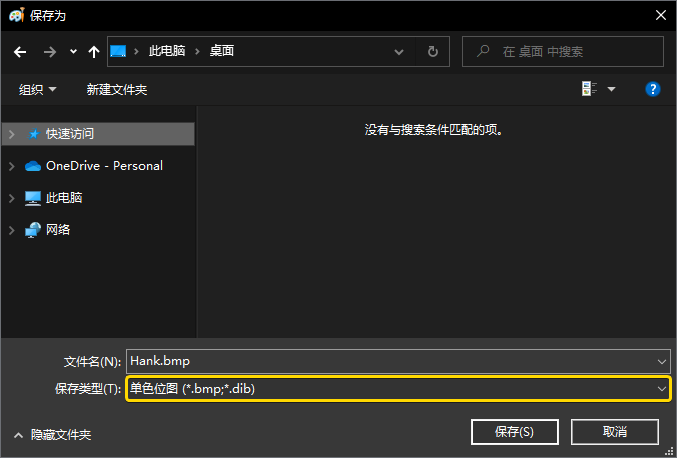 保存为
此电脑 桌面
在 桌面 中搜索
组织 新建文件夹
快速访问
没有与搜索条件匹配的项。
OneDrive - Personal
此电脑
网络
文件名(N): Hank.bmp
保存类型(T): 单色位图 (*.bmp;*.dib)
隐藏文件夹
保存(S) 取消